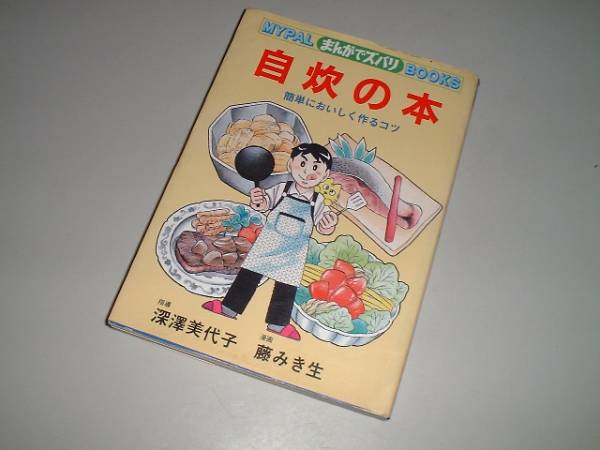 MYPAL まんがでズバリ BOOKS
自炊の本
簡単においしく作るコツ
指導
深澤美代子
漫画
藤みき生